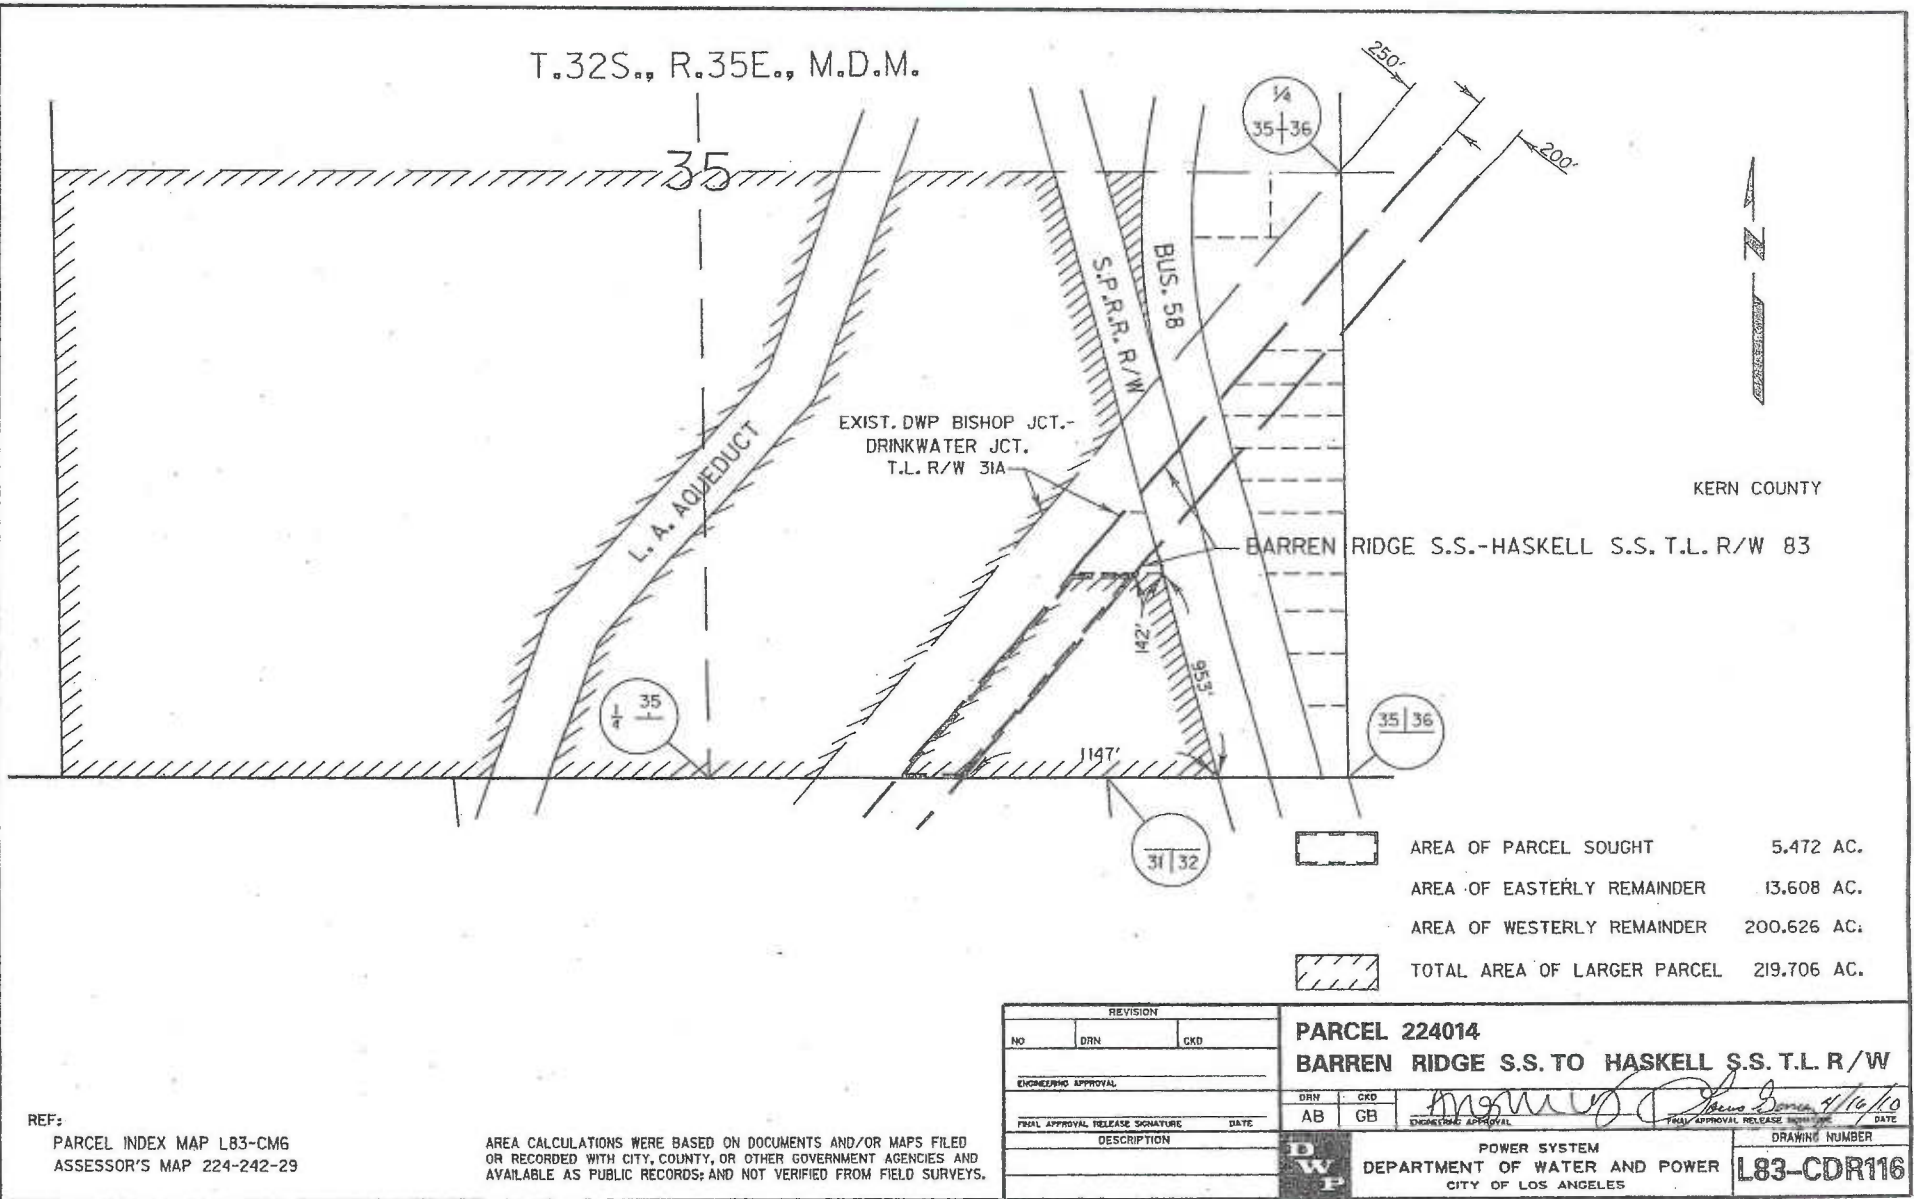 T.32S., R.35E., M.D.M.
250'
200'
1/4
35 36
35
N
S.P.R.R. R/W
BUS. 58
L. A. AQUEDUCT
EXIST. DWP BISHOP JCT.-
DRINKWATER JCT.
T.L. R/W 31A
KERN COUNTY
BARREN RIDGE S.S.-HASKELL S.S. T.L. R/W 83
142'
953'
1147'
1/4 35
35 36
31 32
AREA OF PARCEL SOUGHT 5.472 AC.
AREA OF EASTERLY REMAINDER 13.608 AC.
AREA OF WESTERLY REMAINDER 200.626 AC.
TOTAL AREA OF LARGER PARCEL 219.706 AC.
REVISION
NO DRN CKD
ENGINEERING APPROVAL
FINAL APPROVAL RELEASE SIGNATURE DATE
DESCRIPTION
PARCEL 224014
BARREN RIDGE S.S. TO HASKELL S.S. T.L. R/W
DRN CKD
AB GB
ENGINEERING APPROVAL
4/16/10
FINAL APPROVAL RELEASE DATE
DWP
POWER SYSTEM
DEPARTMENT OF WATER AND POWER
CITY OF LOS ANGELES
DRAWING NUMBER
L83-CDR116
REF:
PARCEL INDEX MAP L83-CM6
ASSESSOR'S MAP 224-242-29
AREA CALCULATIONS WERE BASED ON DOCUMENTS AND/OR MAPS FILED
OR RECORDED WITH CITY, COUNTY, OR OTHER GOVERNMENT AGENCIES AND
AVAILABLE AS PUBLIC RECORDS; AND NOT VERIFIED FROM FIELD SURVEYS.